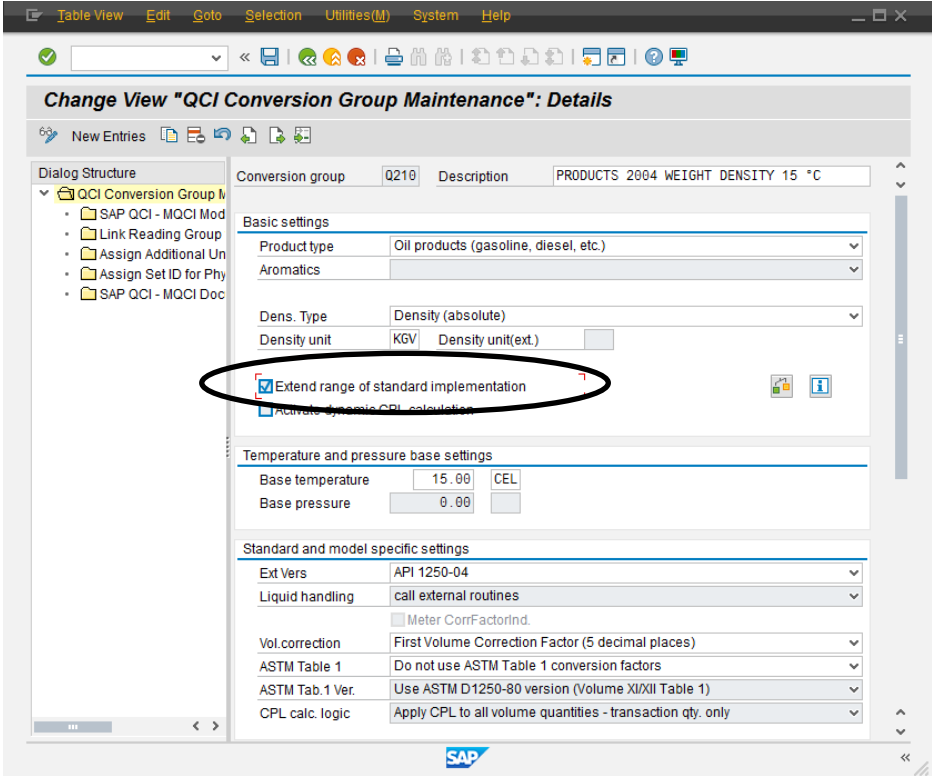 Table View Edit Goto Selection Utilities(M) System Help
Change View "QCI Conversion Group Maintenance": Details
New Entries
Dialog Structure
QCI Conversion Group M
SAP QCI - MQCI Mod
Link Reading Group
Assign Additional Un
Assign Set ID for Phy
SAP QCI - MQCI Doc
Conversion group Q210 Description PRODUCTS 2004 WEIGHT DENSITY 15 °C
Basic settings
Product type Oil products (gasoline, diesel, etc.)
Aromatics
Dens. Type Density (absolute)
Density unit KGV Density unit(ext.)
Extend range of standard implementation
Activate dynamic CPL calculation
Temperature and pressure base settings
Base temperature 15.00 CEL
Base pressure 0.00
Standard and model specific settings
Ext Vers API 1250-04
Liquid handling call external routines
Meter CorrFactorInd.
Vol.correction First Volume Correction Factor (5 decimal places)
ASTM Table 1 Do not use ASTM Table 1 conversion factors
ASTM Tab.1 Ver. Use ASTM D1250-80 version (Volume XI/XII Table 1)
CPL calc. logic Apply CPL to all volume quantities - transaction qty. only
SAP